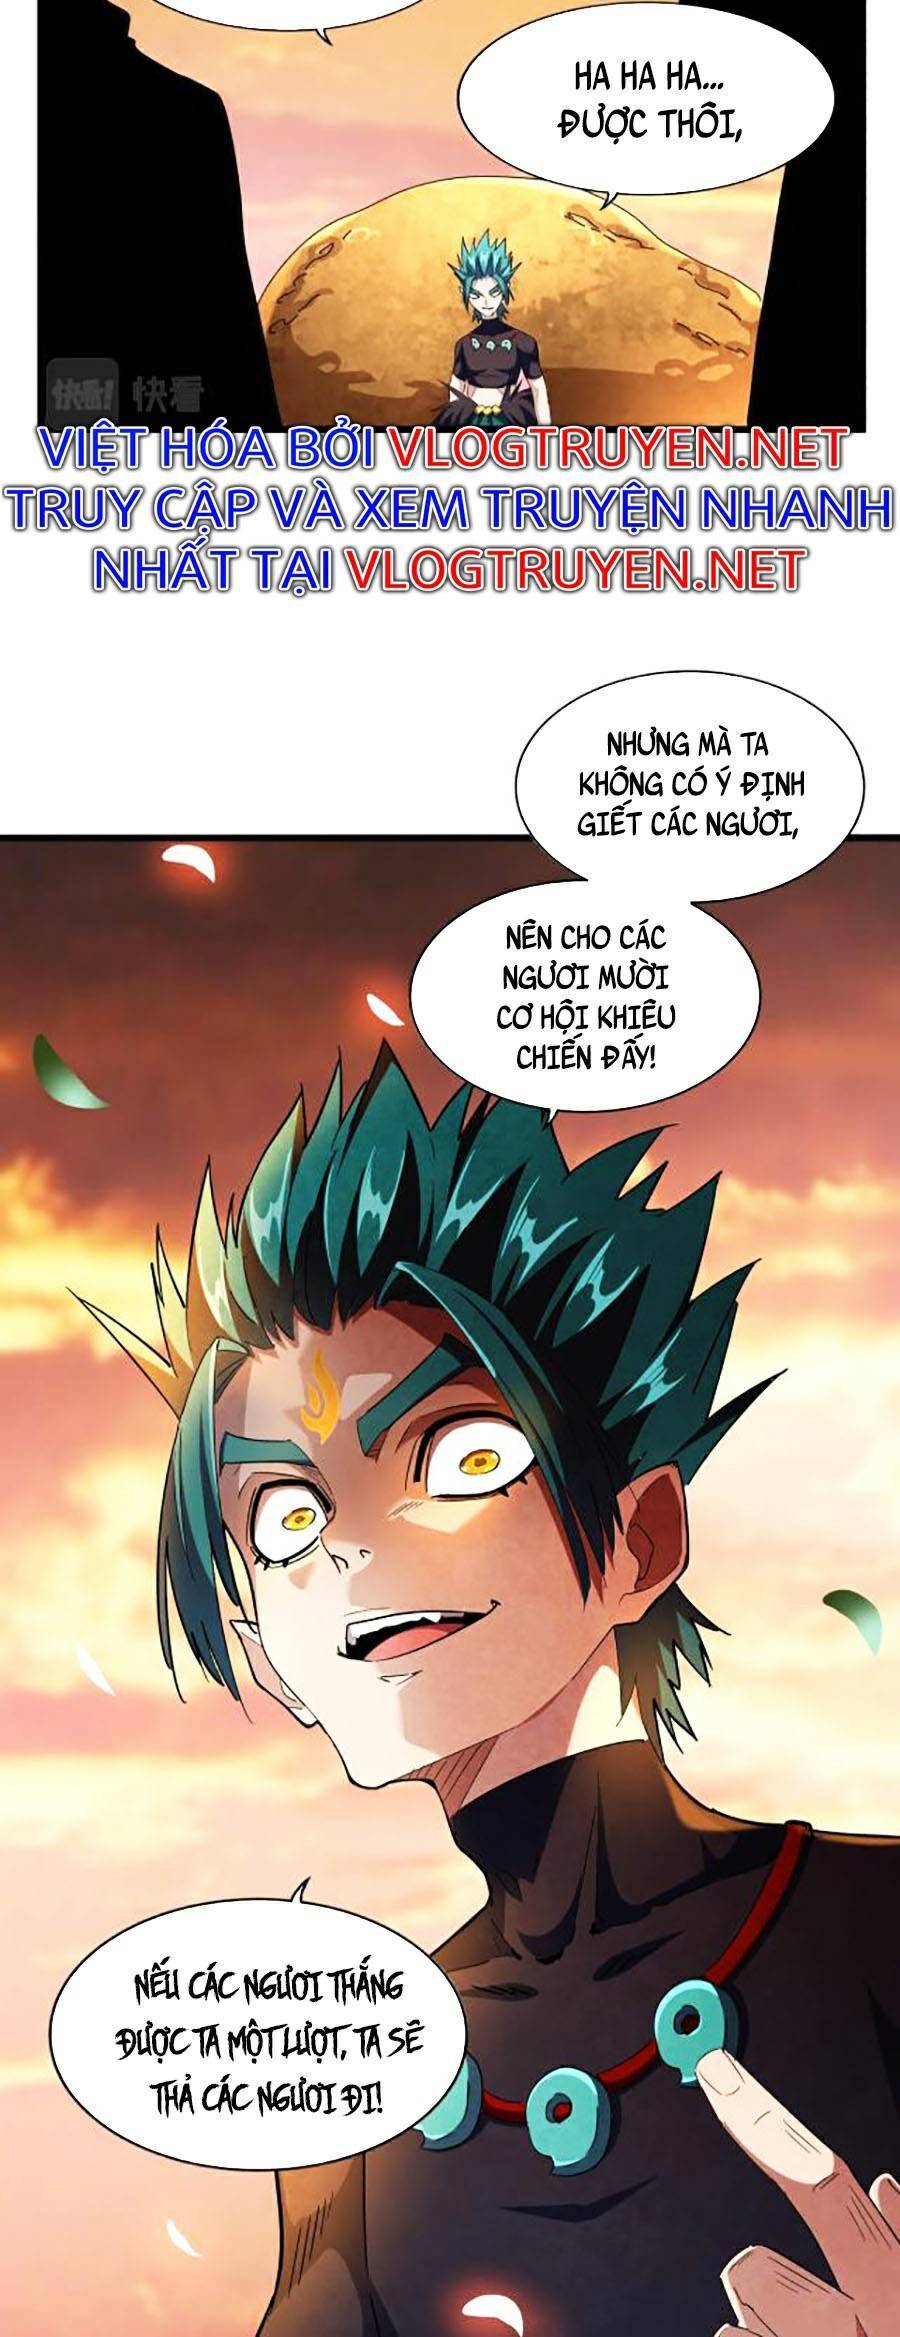 HA HA HA...
ĐƯỢC THÔI,
快看! 快看
VIỆT HÓA BỞI VLOGTRUYEN.NET
TRUY CẬP VÀ XEM TRUYỆN NHANH
NHẤT TẠI VLOGTRUYEN.NET
NHƯNG MÀ TA
KHÔNG CÓ Ý ĐỊNH
GIẾT CÁC NGƯƠI,
NÊN CHO CÁC
NGƯƠI MƯỜI
CƠ HỘI KHIÊU
CHIẾN ĐẤY!
NẾU CÁC NGƯƠI THẮNG
ĐƯỢC TA MỘT LƯỢT, TA SẼ
THẢ CÁC NGƯƠI ĐI!